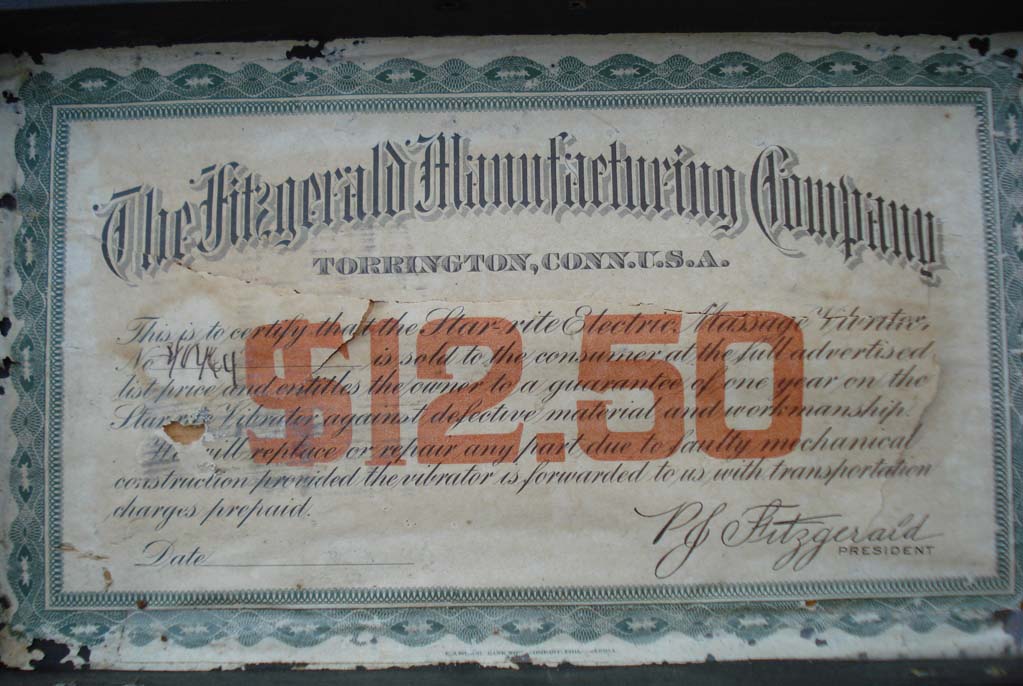 The Fitzgerald Manufacturing Company
TORRINGTON, CONN. U.S.A.
$12.50
This is to certify that the Star-rite Electric Massage Vibrator,
No is sold to the consumer at the full advertised
list price and entitles the owner to a guarantee of one year on the
Star-rite Vibrator against defective material and workmanship.
We will replace or repair any part due to faulty mechanical
construction provided the vibrator is forwarded to us with transportation
charges prepaid.
P J Fitzgerald
PRESIDENT
Date